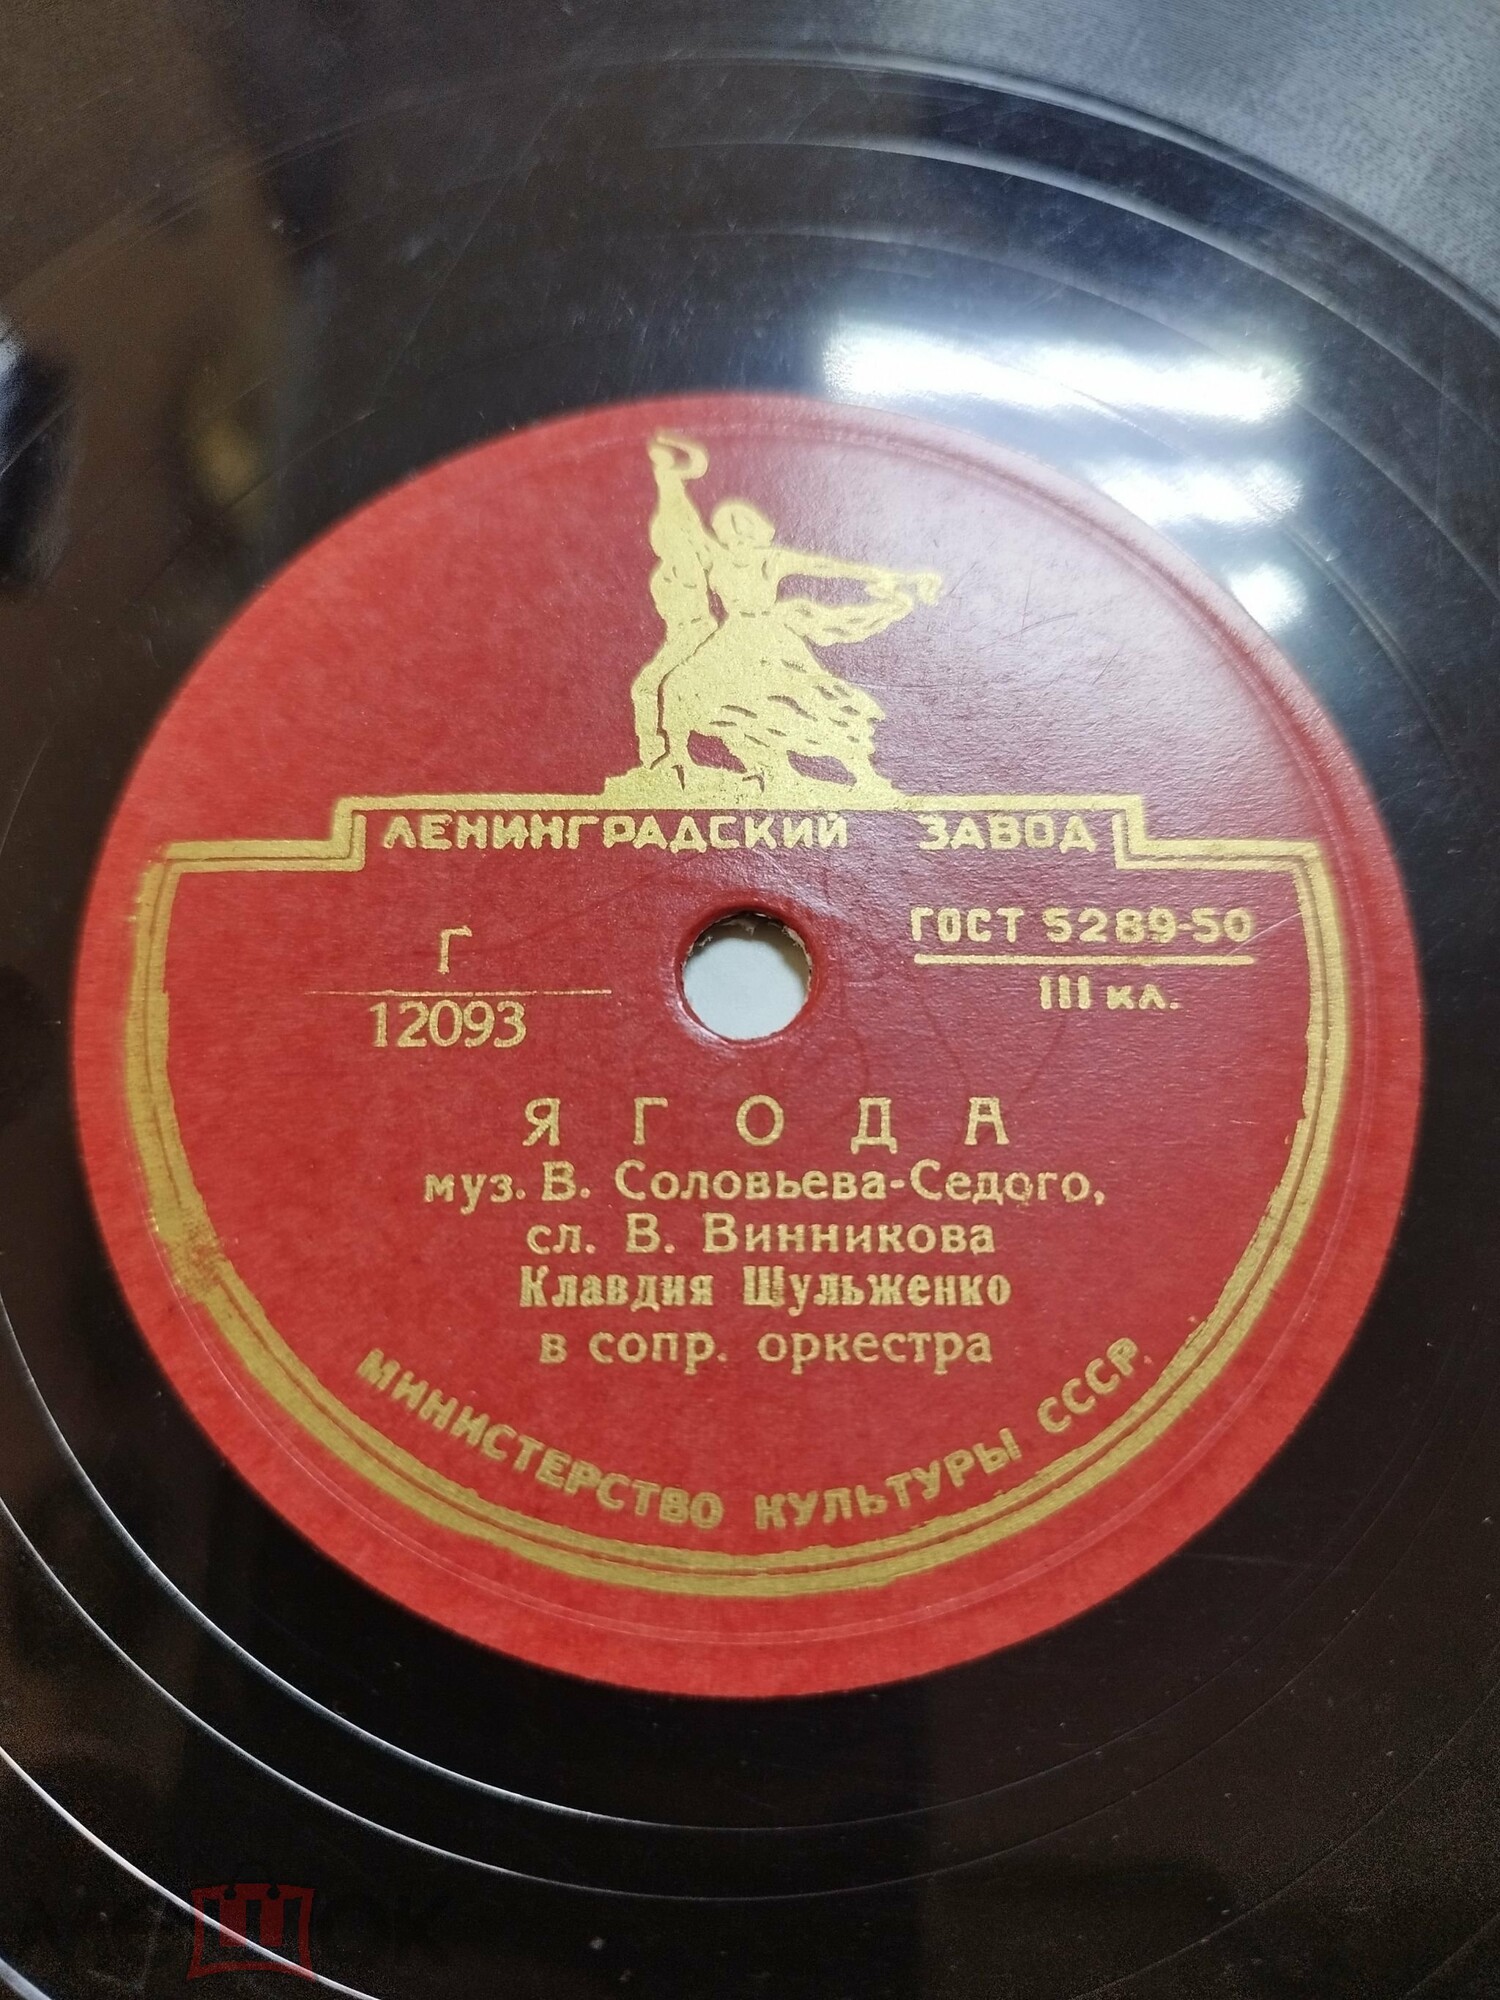 ЛЕНИНГРАДСКИЙ ЗАВОД
ГОСТ 5289-50
III кл.
Г
12093
ЯГОДА
муз. В. Соловьева-Седого,
сл. В. Винникова
Клавдия Шульженко
в сопр. оркестра
МИНИСТЕРСТВО КУЛЬТУРЫ СССР